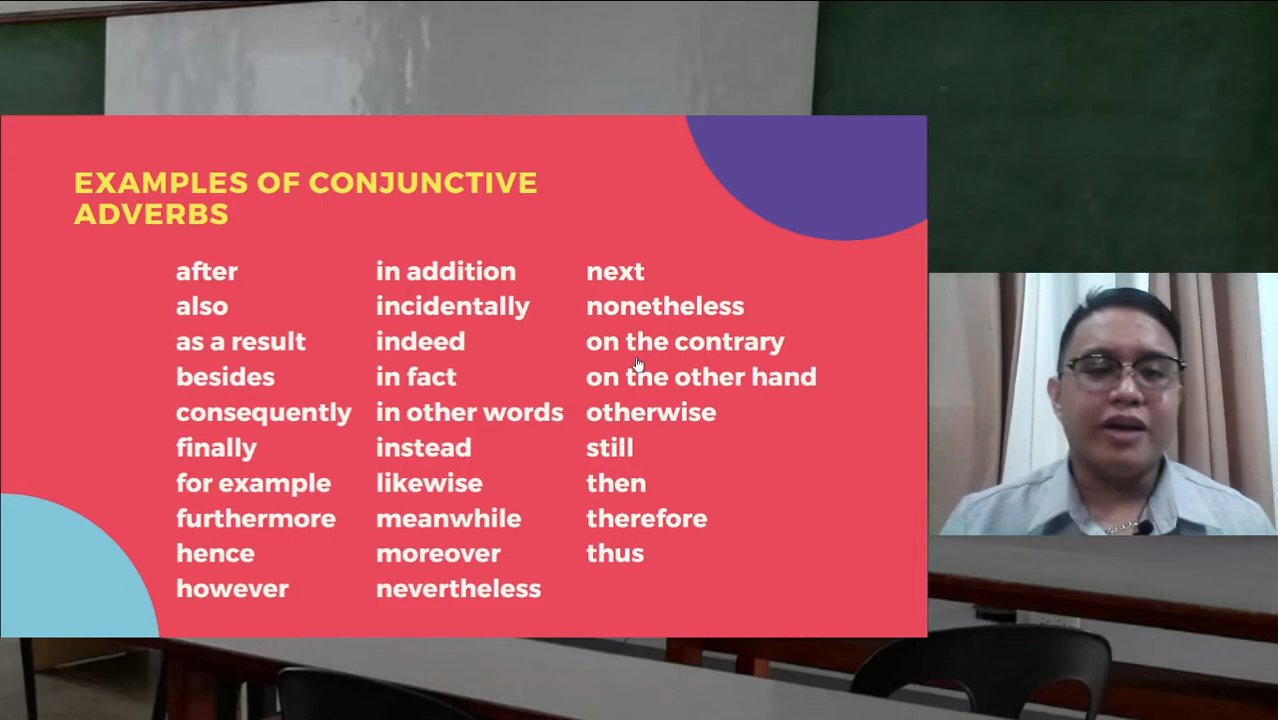 EXAMPLES OF CONJUNCTIVE
ADVERBS
after
also
as a result
besides
consequently
finally
for example
furthermore
hence
however
in addition
incidentally
indeed
in fact
in other words
instead
likewise
meanwhile
moreover
nevertheless
next
nonetheless
on the contrary
on the other hand
otherwise
still
then
therefore
thus